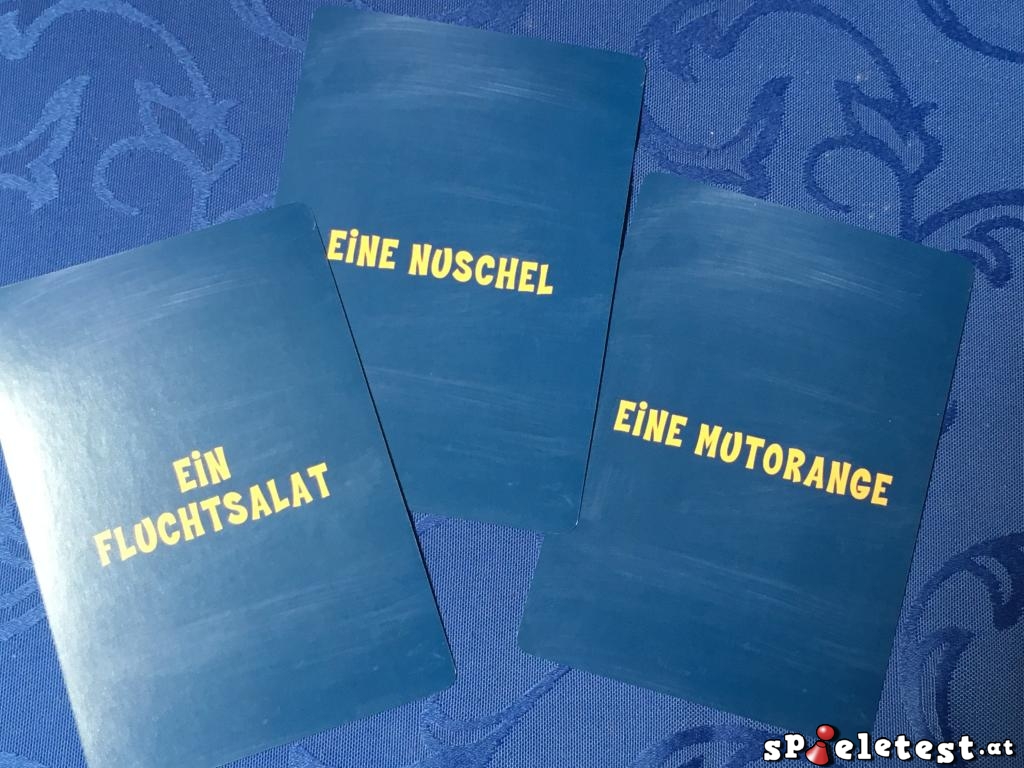 EiNE NUSCHEL
EiN
FLUCHTSALAT
EiNE MUTORANGE
sPieletest.at